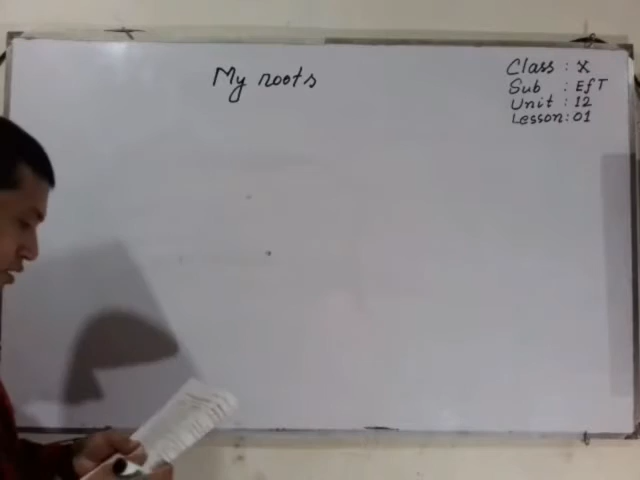 My roots
Class : X
Sub : EfT
Unit : 12
Lesson : 01